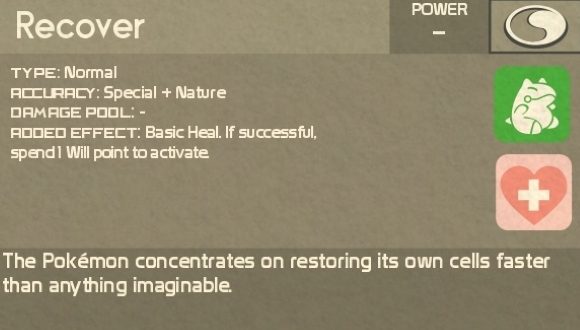 Recover
POWER
–
TYPE: Normal
ACCURACY: Special + Nature
DAMAGE POOL: -
ADDED EFFECT: Basic Heal. If successful,
spend 1 Will point to activate.
The Pokémon concentrates on restoring its own cells faster
than anything imaginable.